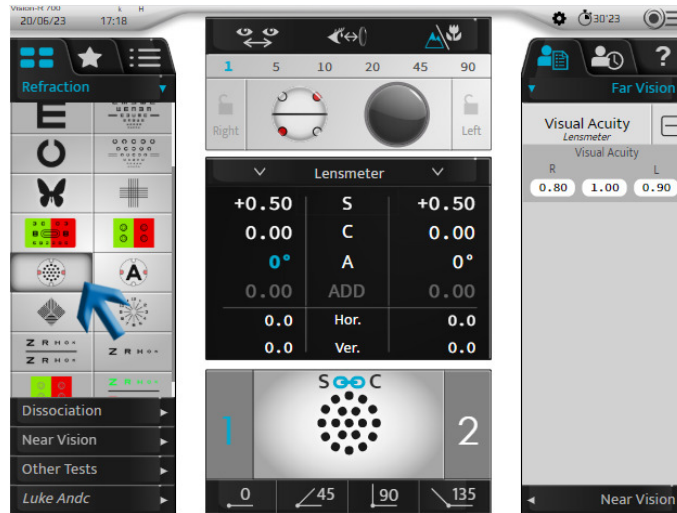 Vision-R 700
20/06/23 17:18
30'23
Refraction
Far Vision
1 5 10 20 45 90
Right
Left
Visual Acuity
Lensmeter
Visual Acuity
R L
0.80 1.00 0.90
Lensmeter
+0.50 S +0.50
0.00 C 0.00
0° A 0°
0.00 ADD 0.00
0.0 Hor. 0.0
0.0 Ver. 0.0
E
A
Z R H O
Z R H O
Z R H O
S C
1 2
0 45 90 135
Dissociation
Near Vision
Other Tests
Luke Andc
Near Vision
?